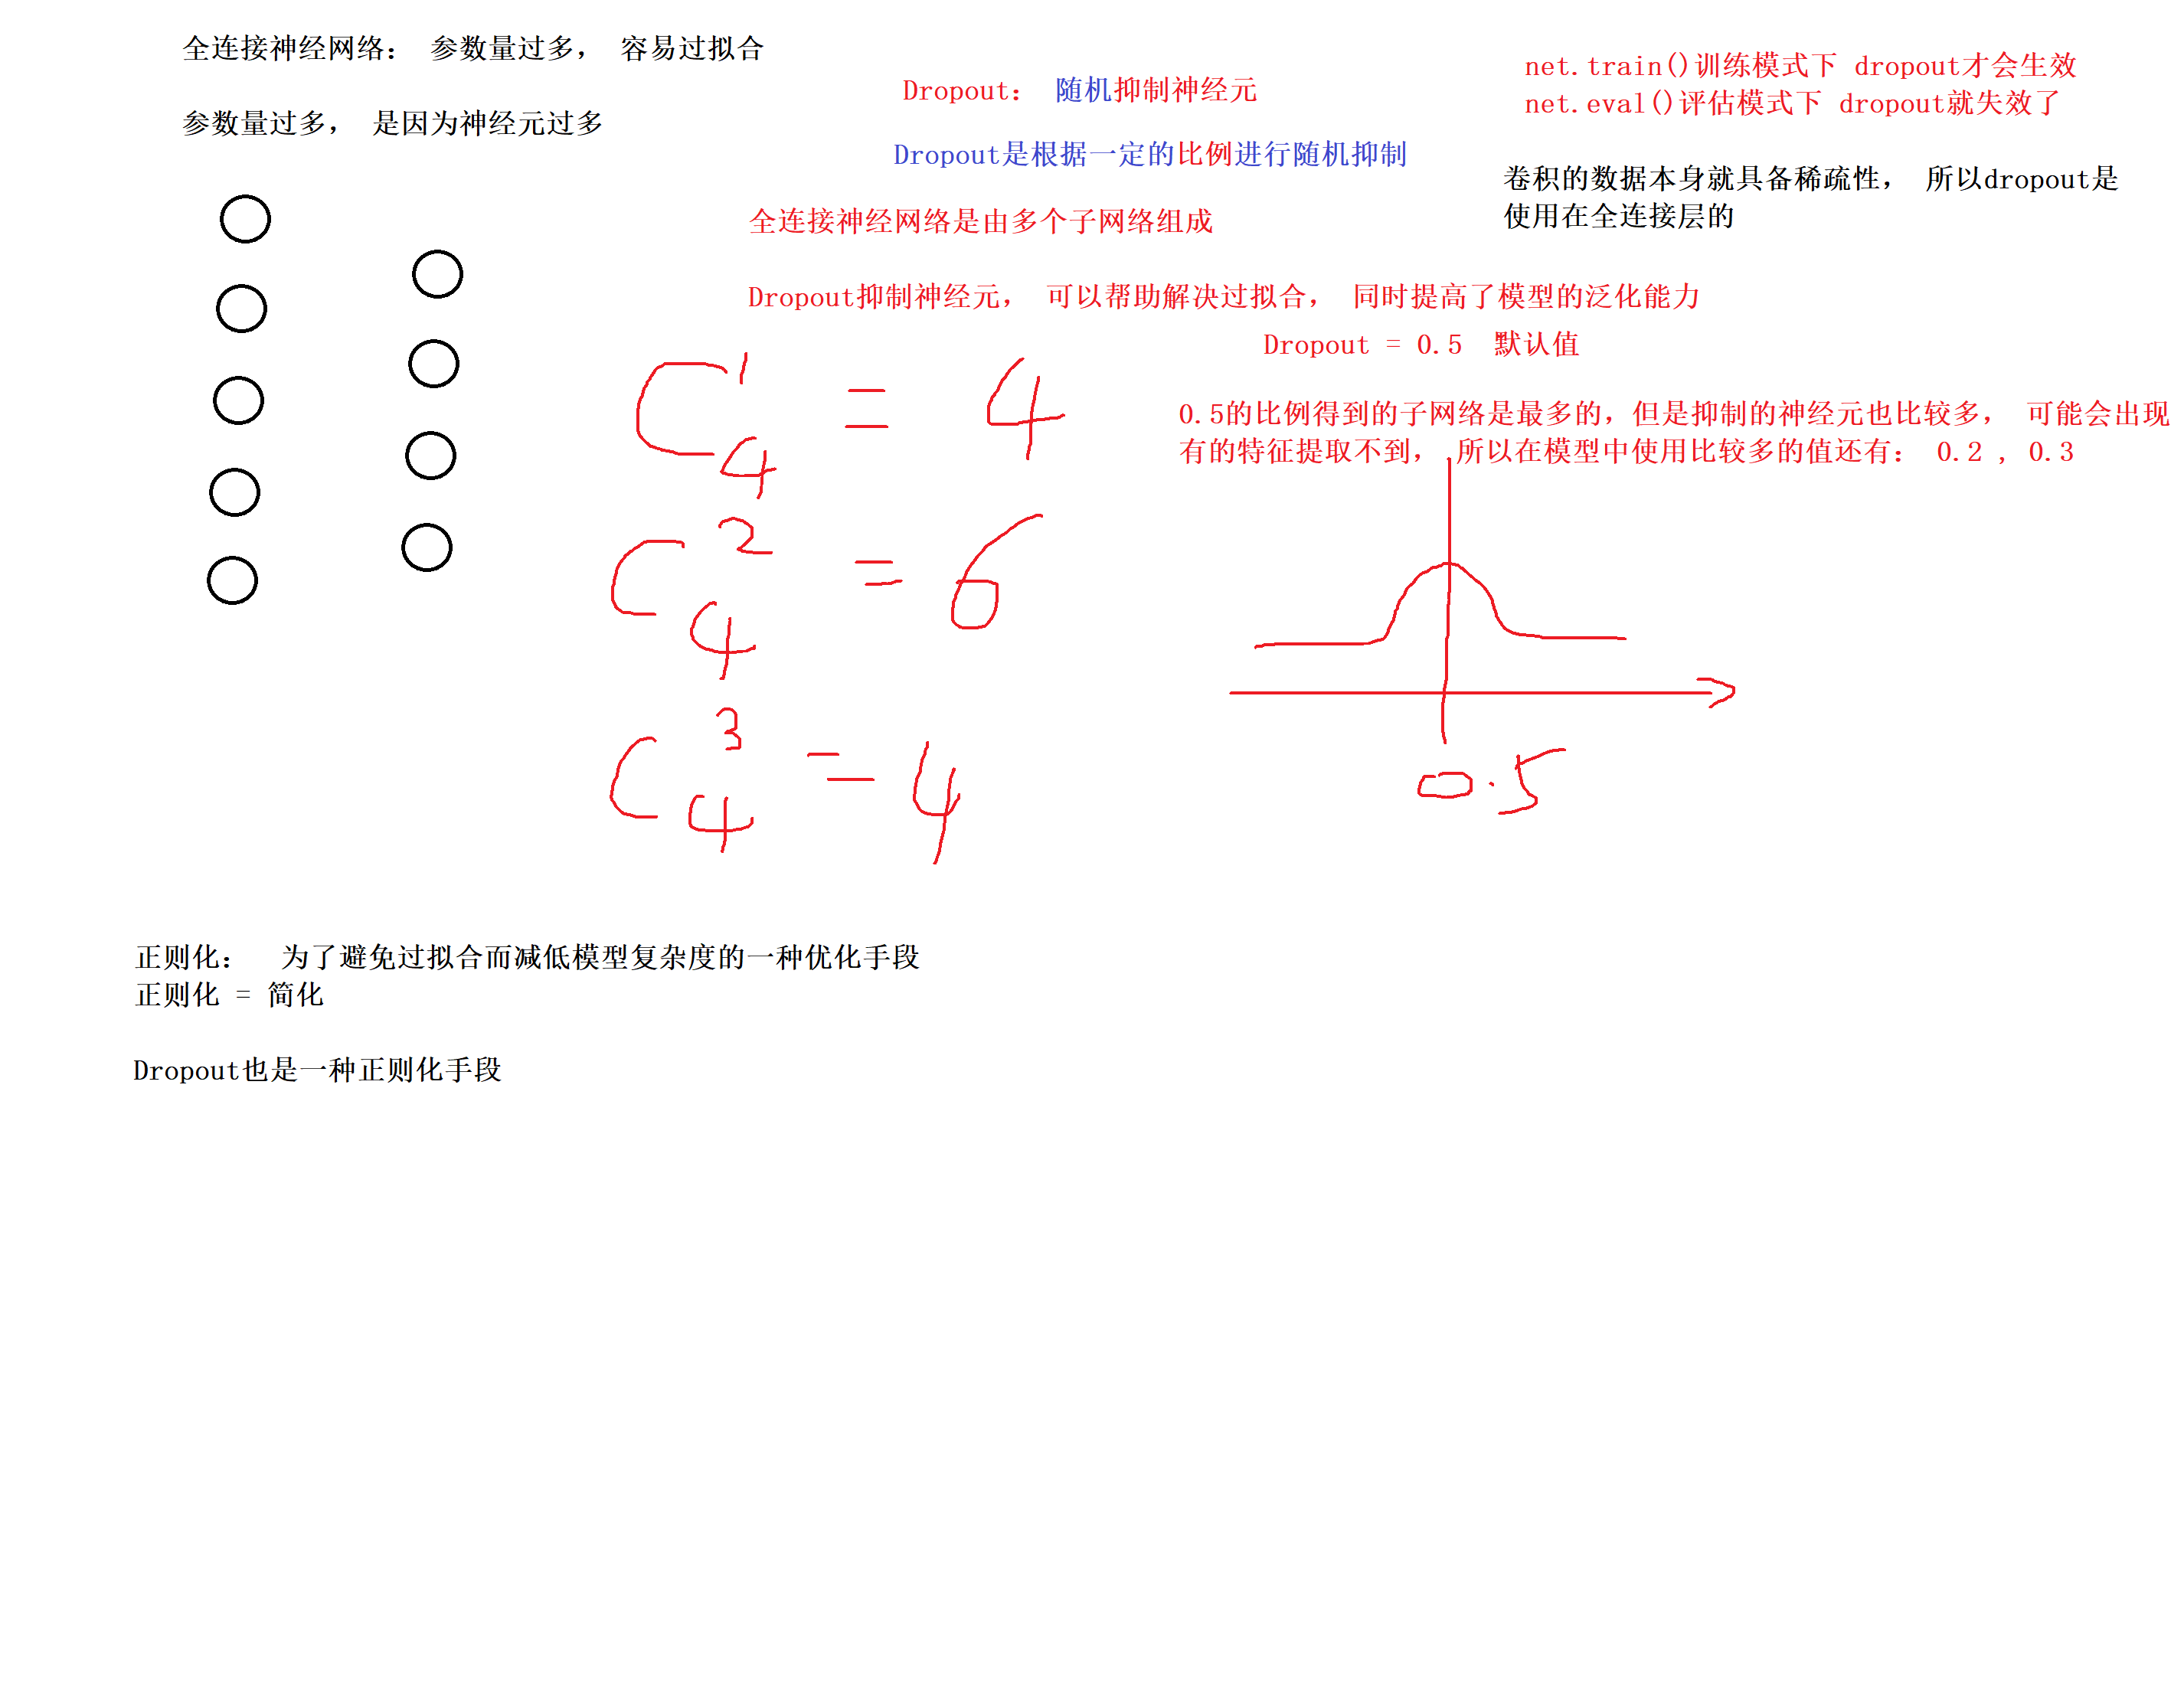 全连接神经网络： 参数量过多， 容易过拟合
参数量过多， 是因为神经元过多
Dropout： 随机抑制神经元
Dropout是根据一定的比例进行随机抑制
net.train()训练模式下 dropout才会生效
net.eval()评估模式下 dropout就失效了
卷积的数据本身就具备稀疏性， 所以dropout是
使用在全连接层的
全连接神经网络是由多个子网络组成
Dropout抑制神经元， 可以帮助解决过拟合， 同时提高了模型的泛化能力
Dropout = 0.5 默认值
0.5的比例得到的子网络是最多的，但是抑制的神经元也比较多， 可能会出现
有的特征提取不到， 所以在模型中使用比较多的值还有： 0.2 , 0.3
C₄¹ = 4
C₄² = 6
C₄³ = 4
0.5
正则化： 为了避免过拟合而减低模型复杂度的一种优化手段
正则化 = 简化
Dropout也是一种正则化手段